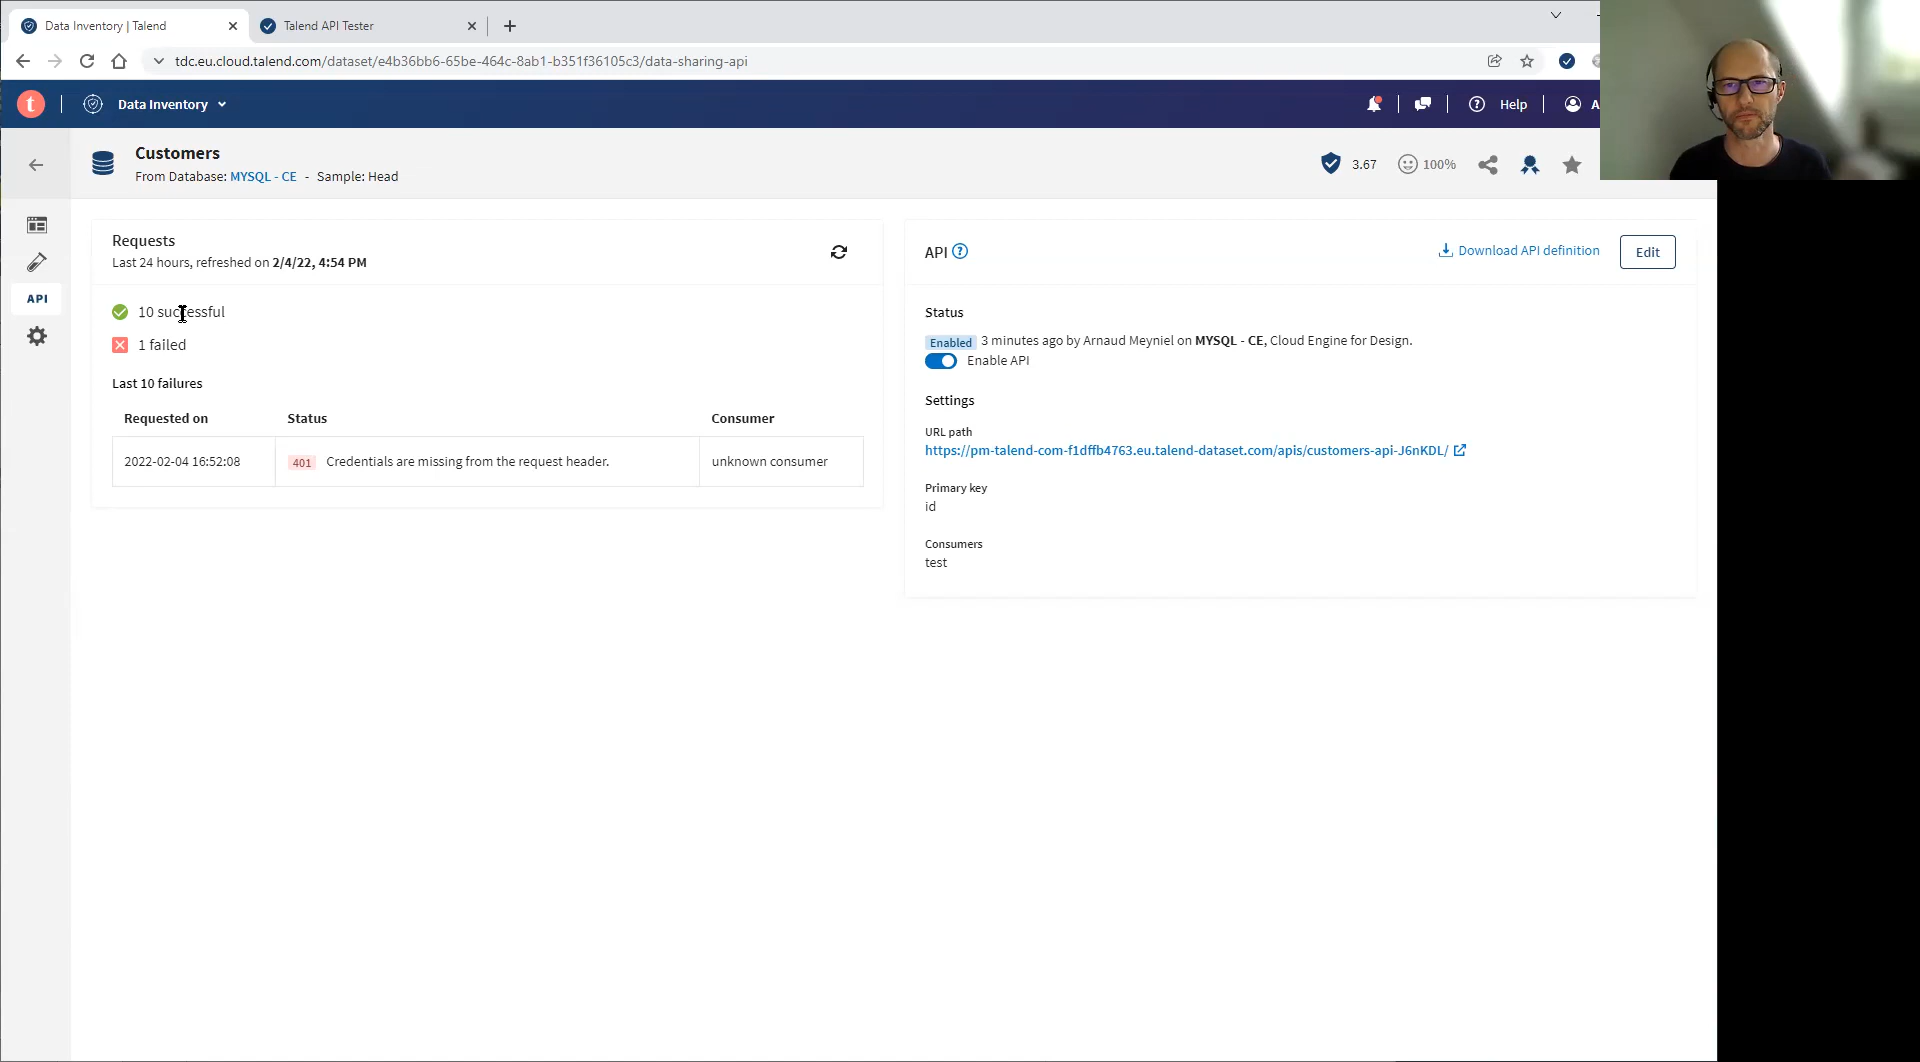 Data Inventory | Talend
Talend API Tester
tdc.eu.cloud.talend.com/dataset/e4b36bb6-65be-464c-8ab1-b351f36105c3/data-sharing-api
t
Data Inventory
Help
A
Customers
From Database: MYSQL - CE - Sample: Head
3.67
100%
Requests
Last 24 hours, refreshed on 2/4/22, 4:54 PM
10 successful
1 failed
Last 10 failures
Requested on Status Consumer
2022-02-04 16:52:08 401 Credentials are missing from the request header. unknown consumer
API
API
Download API definition
Edit
Status
Enabled 3 minutes ago by Arnaud Meyniel on MYSQL - CE, Cloud Engine for Design.
Enable API
Settings
URL path
https://pm-talend-com-f1dffb4763.eu.talend-dataset.com/apis/customers-api-J6nKDL/
Primary key
id
Consumers
test